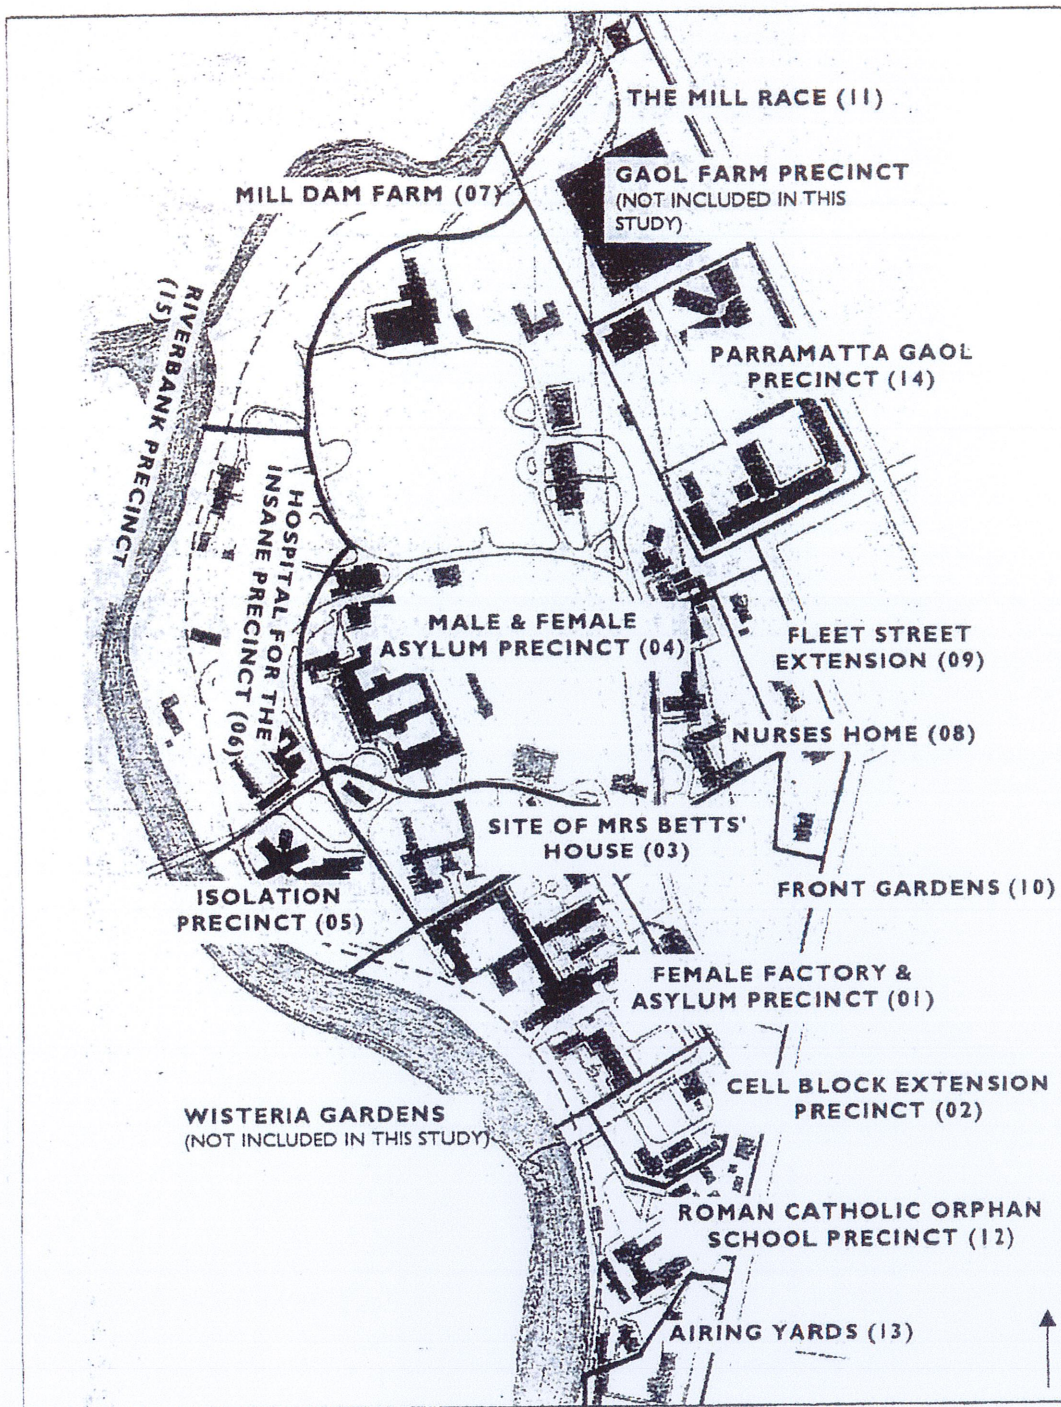 THE MILL RACE (11)
GAOL FARM PRECINCT
(NOT INCLUDED IN THIS
STUDY)
MILL DAM FARM (07)
RIVERBANK PRECINCT
(15)
PARRAMATTA GAOL
PRECINCT (14)
HOSPITAL FOR THE
INSANE PRECINCT (06)
MALE & FEMALE
ASYLUM PRECINCT (04)
FLEET STREET
EXTENSION (09)
NURSES HOME (08)
SITE OF MRS BETTS'
HOUSE (03)
ISOLATION
PRECINCT (05)
FRONT GARDENS (10)
FEMALE FACTORY &
ASYLUM PRECINCT (01)
CELL BLOCK EXTENSION
PRECINCT (02)
WISTERIA GARDENS
(NOT INCLUDED IN THIS STUDY)
ROMAN CATHOLIC ORPHAN
SCHOOL PRECINCT (12)
AIRING YARDS (13)